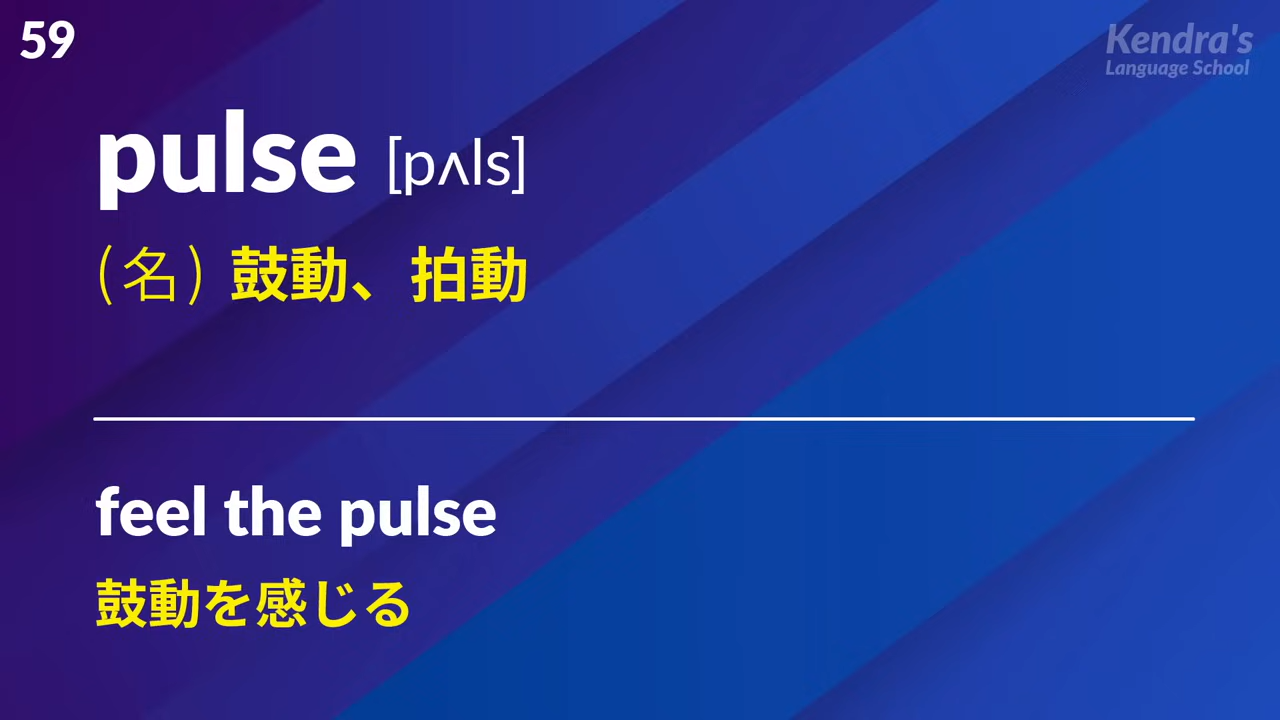 59
Kendra's
Language School
pulse [pʌls]
（名）鼓動、拍動
feel the pulse
鼓動を感じる